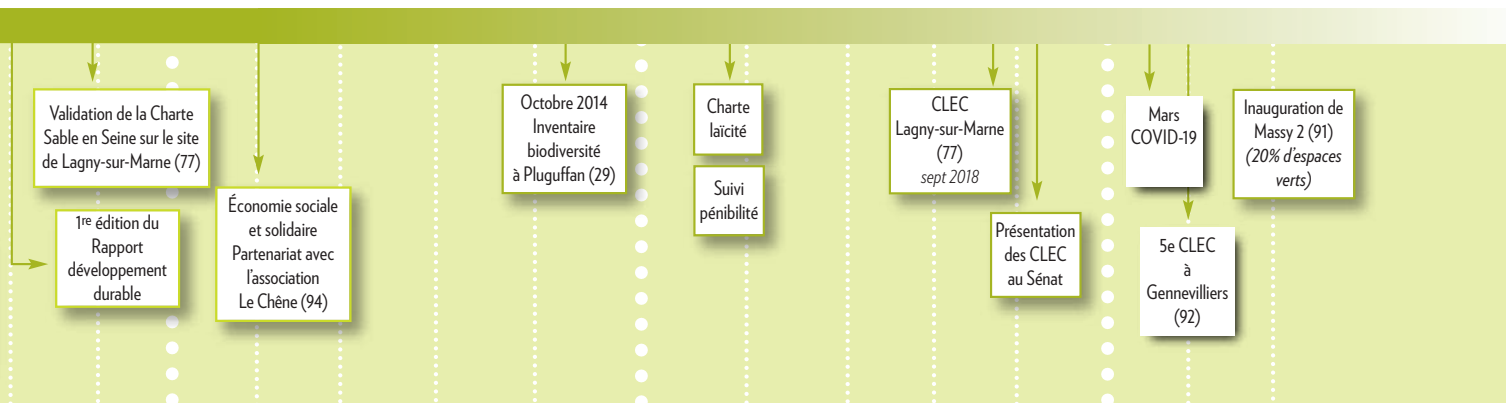 Validation de la Charte
Sable en Seine sur le site
de Lagny-sur-Marne (77)
1re édition du
Rapport
développement
durable
Économie sociale
et solidaire
Partenariat avec
l'association
Le Chêne (94)
Octobre 2014
Inventaire
biodiversité
à Pluguffan (29)
Charte
laïcité
Suivi
pénibilité
CLEC
Lagny-sur-Marne
(77)
sept 2018
Présentation
des CLEC
au Sénat
Mars
COVID-19
5e CLEC
à
Gennevilliers
(92)
Inauguration de
Massy 2 (91)
(20% d'espaces
verts)